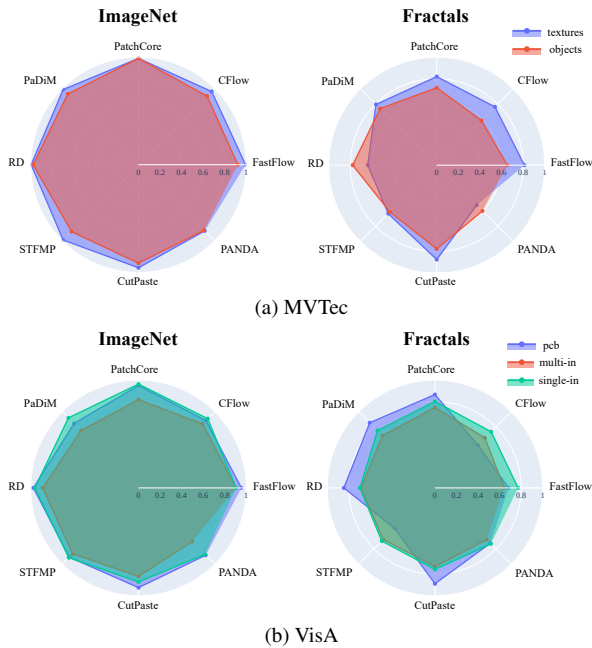 ImageNet
Fractals
textures
objects
PatchCore
PatchCore
PaDiM
CFlow
PaDiM
CFlow
RD
0 0.2 0.4 0.6 0.8 1
FastFlow
RD
0 0.2 0.4 0.6 0.8 1
FastFlow
STFMP
PANDA
STFMP
PANDA
CutPaste
CutPaste
(a) MVTec
ImageNet
Fractals
pcb
multi-in
single-in
PatchCore
PatchCore
PaDiM
CFlow
PaDiM
CFlow
RD
0 0.2 0.4 0.6 0.8 1
FastFlow
RD
0 0.2 0.4 0.6 0.8 1
FastFlow
STFMP
PANDA
STFMP
PANDA
CutPaste
CutPaste
(b) VisA